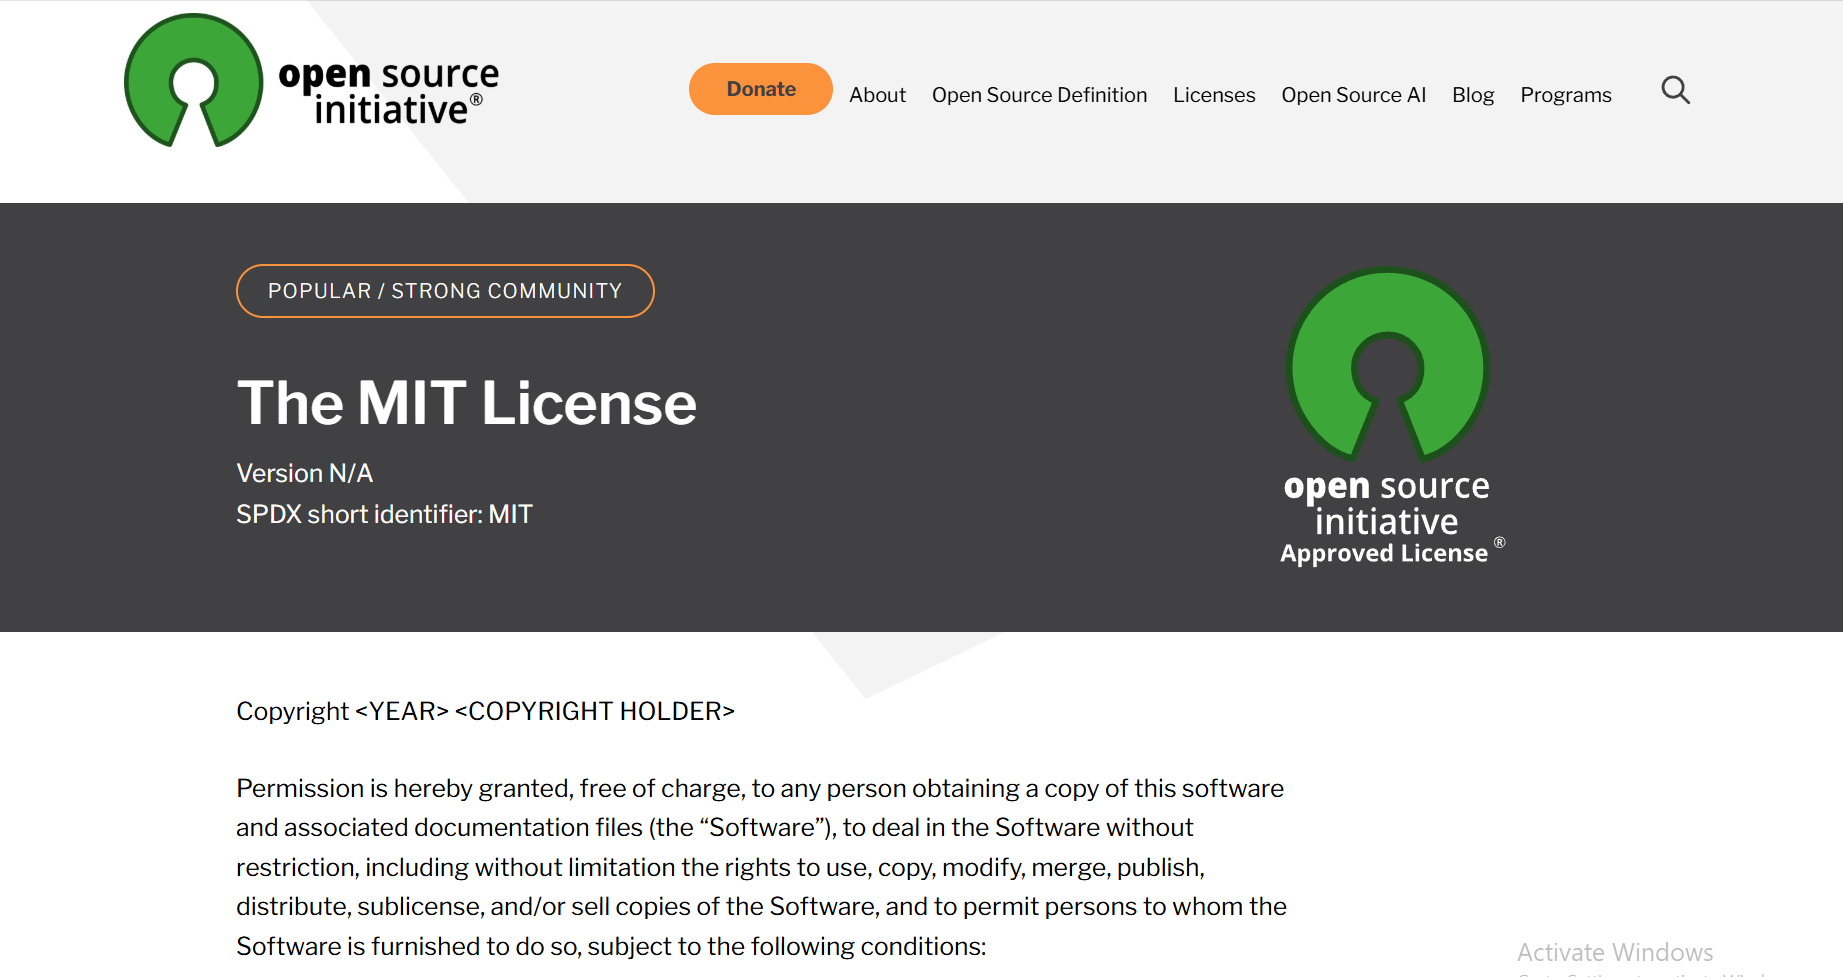 open source
initiative®
Donate
About
Open Source Definition
Licenses
Open Source AI
Blog
Programs
POPULAR / STRONG COMMUNITY
The MIT License
Version N/A
SPDX short identifier: MIT
open source
initiative
Approved License ®
Copyright <YEAR> <COPYRIGHT HOLDER>
Permission is hereby granted, free of charge, to any person obtaining a copy of this software
and associated documentation files (the “Software”), to deal in the Software without
restriction, including without limitation the rights to use, copy, modify, merge, publish,
distribute, sublicense, and/or sell copies of the Software, and to permit persons to whom the
Software is furnished to do so, subject to the following conditions:
Activate Windows